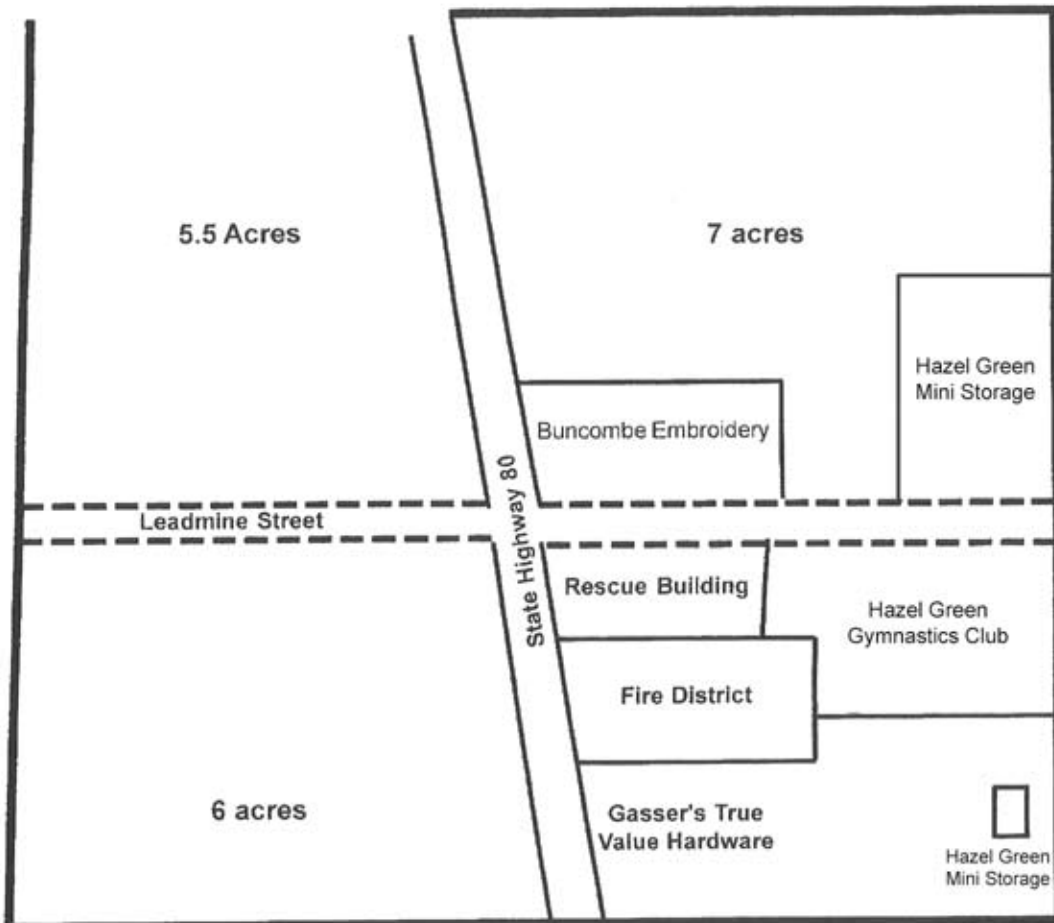 5.5 Acres
7 acres
Hazel Green
Mini Storage
Buncombe Embroidery
Leadmine Street
State Highway 80
Rescue Building
Hazel Green
Gymnastics Club
Fire District
6 acres
Gasser's True
Value Hardware
Hazel Green
Mini Storage